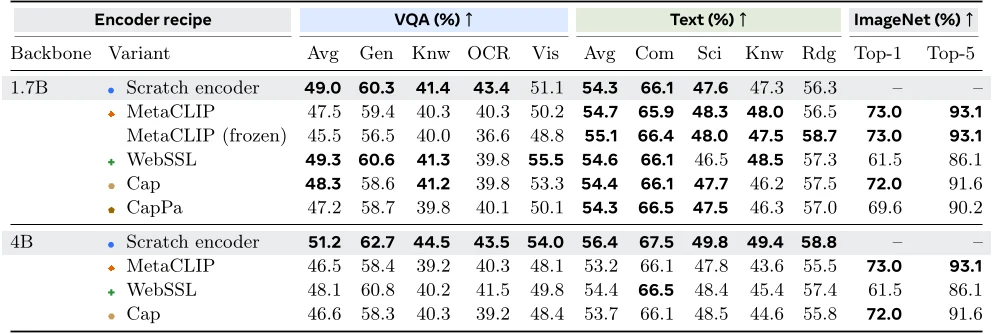 Encoder recipe VQA (%) ↑ Text (%) ↑ ImageNet (%) ↑
Backbone Variant Avg Gen Knw OCR Vis Avg Com Sci Knw Rdg Top-1 Top-5
1.7B Scratch encoder 49.0 60.3 41.4 43.4 51.1 54.3 66.1 47.6 47.3 56.3 – –
MetaCLIP 47.5 59.4 40.3 40.3 50.2 54.7 65.9 48.3 48.0 56.5 73.0 93.1
MetaCLIP (frozen) 45.5 56.5 40.0 36.6 48.8 55.1 66.4 48.0 47.5 58.7 73.0 93.1
WebSSL 49.3 60.6 41.3 39.8 55.5 54.6 66.1 46.5 48.5 57.3 61.5 86.1
Cap 48.3 58.6 41.2 39.8 53.3 54.4 66.1 47.7 46.2 57.5 72.0 91.6
CapPa 47.2 58.7 39.8 40.1 50.1 54.3 66.5 47.5 46.3 57.0 69.6 90.2
4B Scratch encoder 51.2 62.7 44.5 43.5 54.0 56.4 67.5 49.8 49.4 58.8 – –
MetaCLIP 46.5 58.4 39.2 40.3 48.1 53.2 66.1 47.8 43.6 55.5 73.0 93.1
WebSSL 48.1 60.8 40.2 41.5 49.8 54.4 66.5 48.4 45.4 57.4 61.5 86.1
Cap 46.6 58.3 40.3 39.2 48.4 53.7 66.1 48.5 44.6 55.8 72.0 91.6